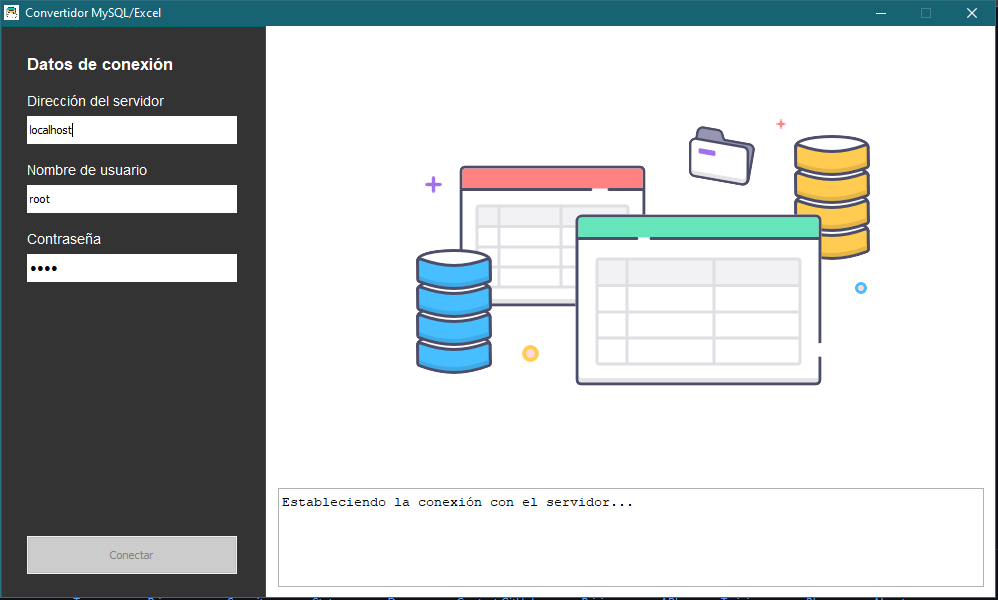 Convertidor MySQL/Excel
Datos de conexión
Dirección del servidor
localhost
Nombre de usuario
root
Contraseña
••••
Conectar
Estableciendo la conexión con el servidor...